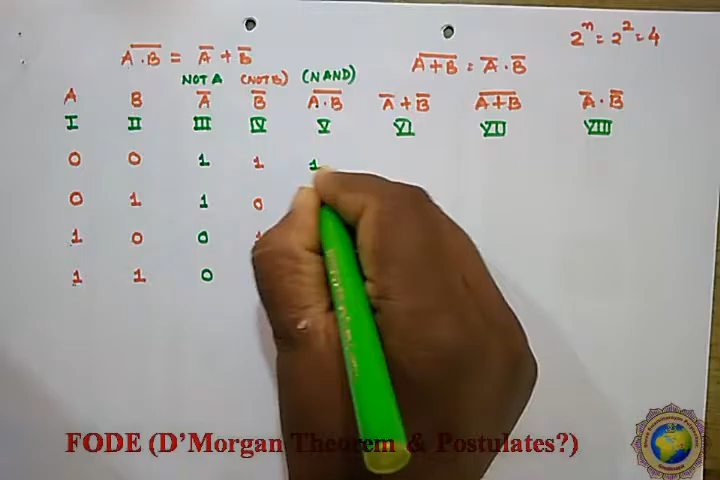 2ⁿ = 2² = 4
A̅ ̅·̅ ̅B̅ = A̅ + B̅
A̅ ̅+̅ ̅B̅ = A̅ · B̅
NOT A (NOT B) (NAND)
A B A̅ B̅ A̅ ̅·̅ ̅B̅ A̅ + B̅ A̅ ̅+̅ ̅B̅ A̅ · B̅
I II III IV V VI VII VIII
0 0 1 1 1
0 1 1 0
1 0 0
1 1 0
FODE (D'Morgan Theorem & Postulates?)